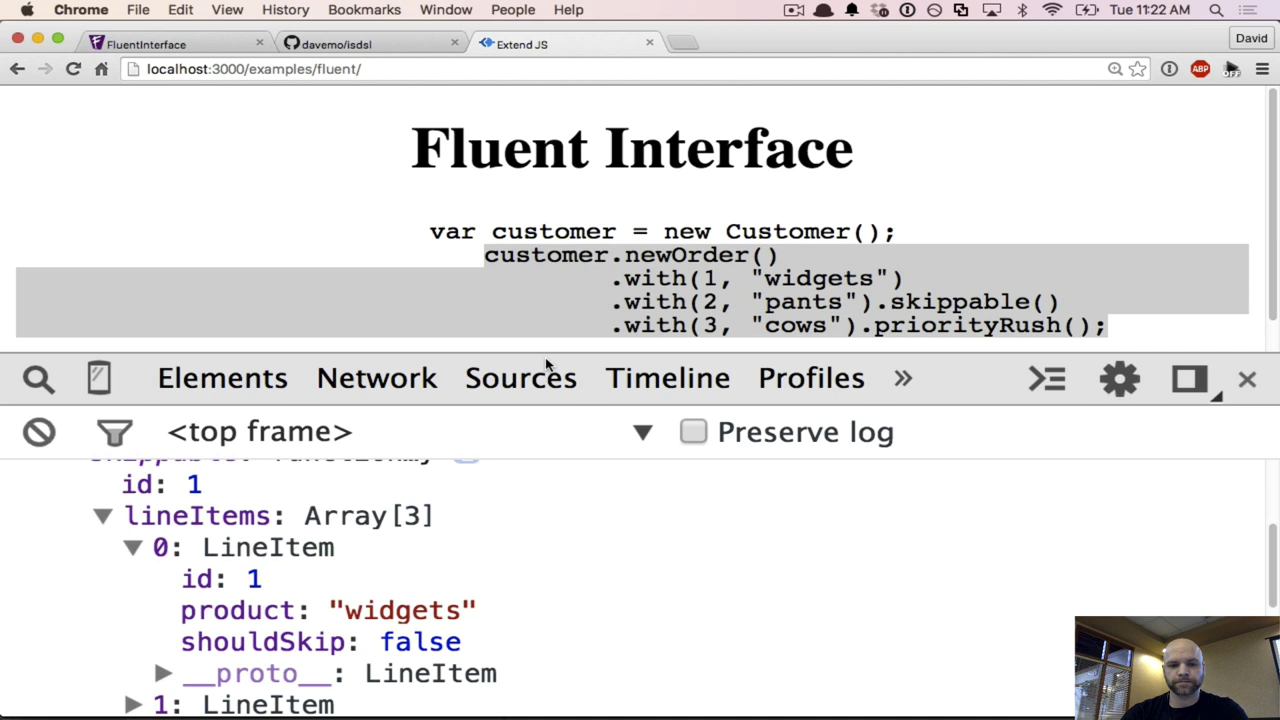 Chrome File Edit View History Bookmarks Window People Help Tue 11:22 AM
FluentInterface davemo/isdsl Extend JS David
localhost:3000/examples/fluent/ ABP OFF
Fluent Interface
var customer = new Customer();
customer.newOrder()
.with(1, "widgets")
.with(2, "pants").skippable()
.with(3, "cows").priorityRush();
Elements Network Sources Timeline Profiles »
<top frame> Preserve log
id: 1
lineItems: Array[3]
0: LineItem
id: 1
product: "widgets"
shouldSkip: false
__proto__: LineItem
1: LineItem